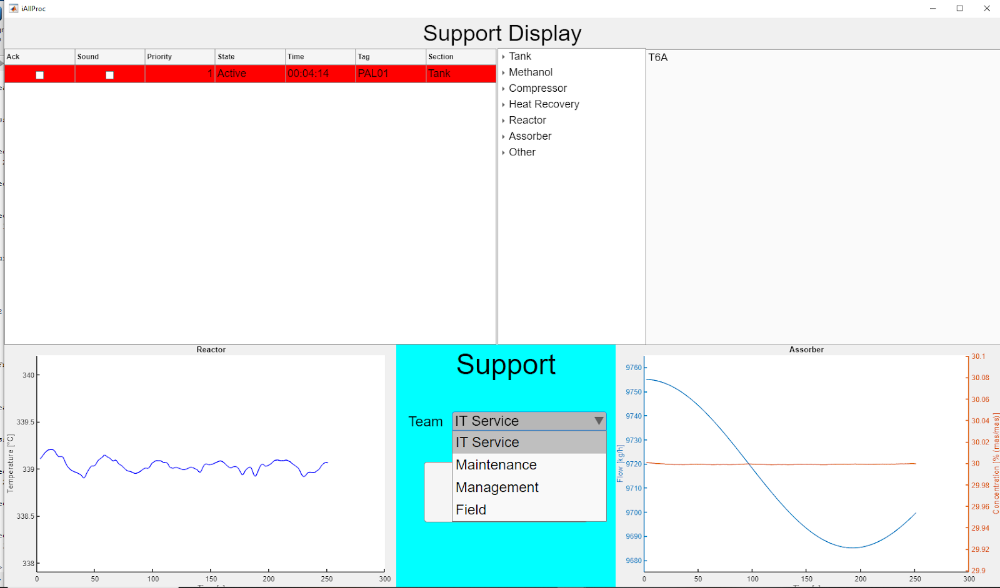 iAllProc
Support Display
Ack Sound Priority State Time Tag Section
1 Active 00:04:14 PAL01 Tank
Tank
Methanol
Compressor
Heat Recovery
Reactor
Assorber
Other
T6A
Reactor
Temperature [°C]
340
339.5
339
338.5
338
0 50 100 150 200 250 300
Support
Team IT Service
IT Service
Maintenance
Management
Field
Assorber
Flow [kg/h]
9760
9750
9740
9730
9720
9710
9700
9690
9680
0 50 100 150 200 250 300
30.1
30.08
30.06
30.04
30.02
30
29.98
29.96
29.94
29.92
29.9
Concentration [% (mas/mas)]